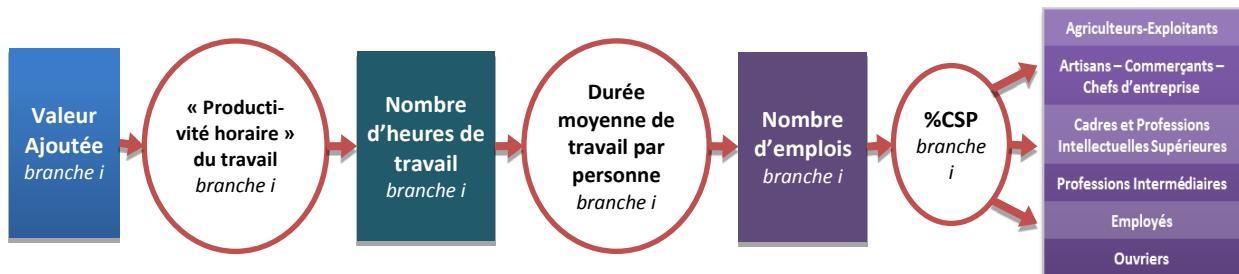 Valeur
Ajoutée
branche i
« Producti-
vité horaire »
du travail
branche i
Nombre
d’heures de
travail
branche i
Durée
moyenne de
travail par
personne
branche i
Nombre
d’emplois
branche i
%CSP
branche
i
Agriculteurs-Exploitants
Artisans – Commerçants –
Chefs d’entreprise
Cadres et Professions
Intellectuelles Supérieures
Professions Intermédiaires
Employés
Ouvriers